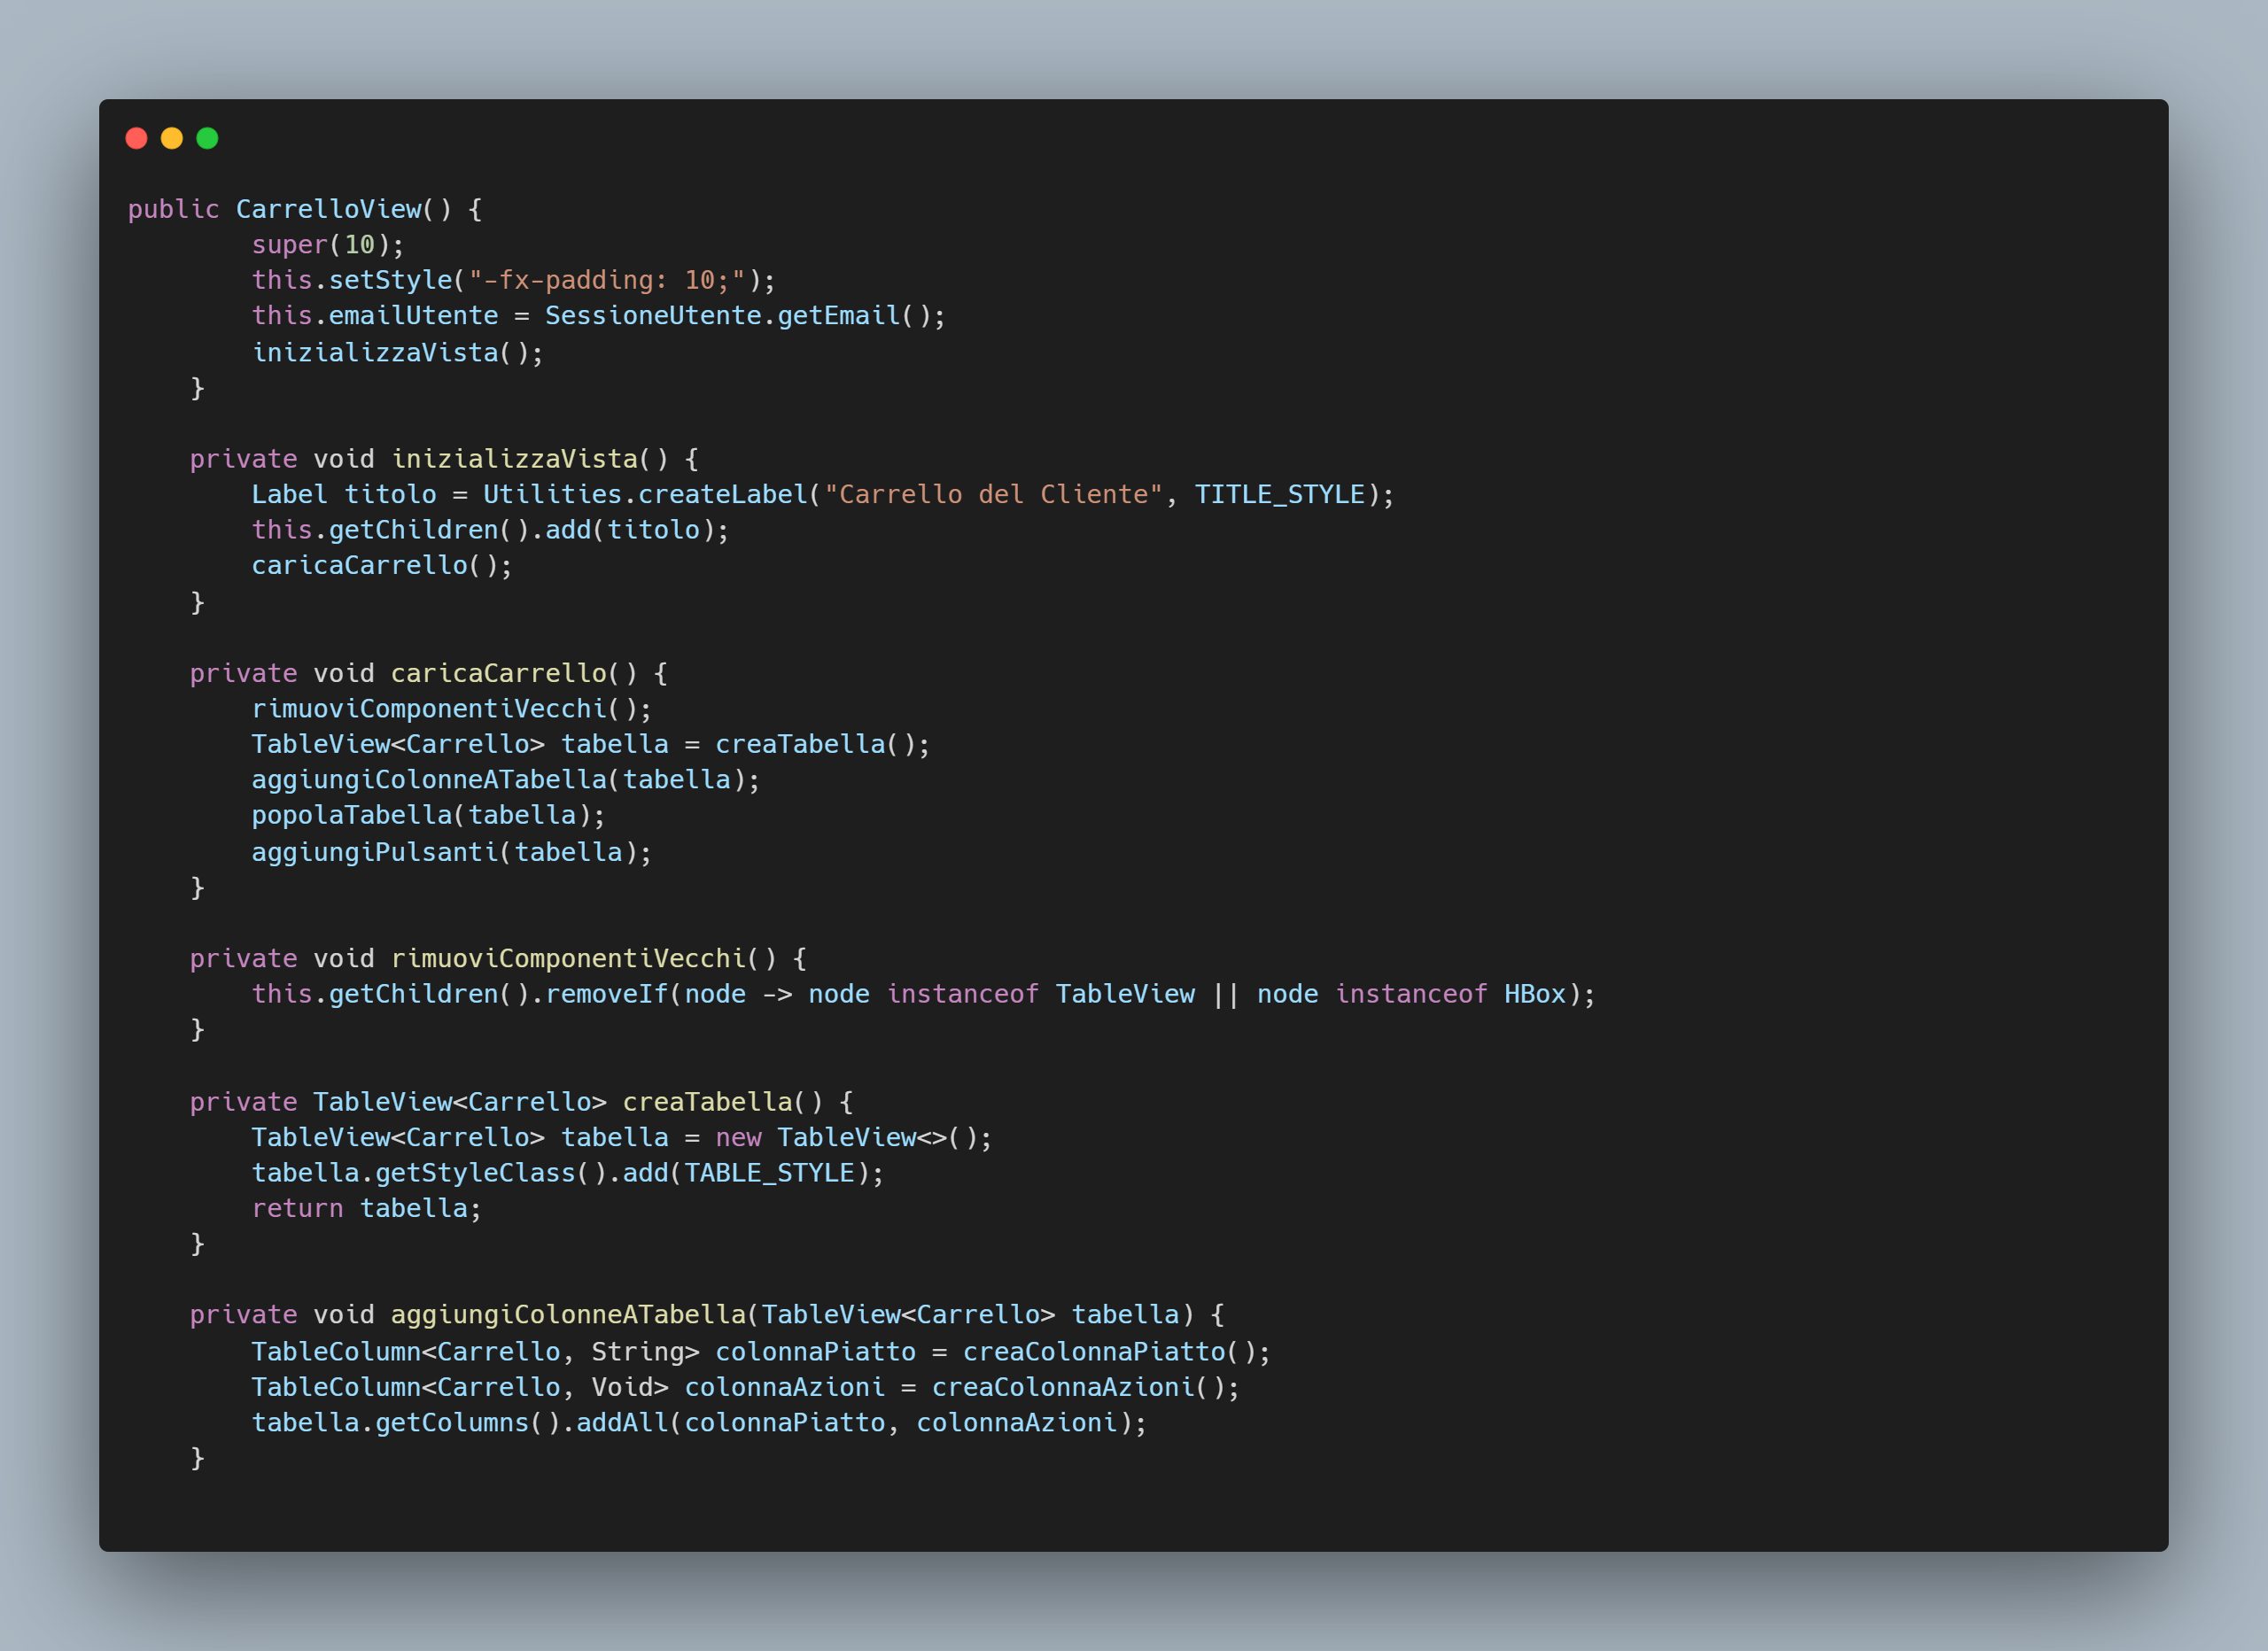 public CarrelloView() {
        super(10);
        this.setStyle("-fx-padding: 10;");
        this.emailUtente = SessioneUtente.getEmail();
        inizializzaVista();
    }

    private void inizializzaVista() {
        Label titolo = Utilities.createLabel("Carrello del Cliente", TITLE_STYLE);
        this.getChildren().add(titolo);
        caricaCarrello();
    }

    private void caricaCarrello() {
        rimuoviComponentiVecchi();
        TableView<Carrello> tabella = creaTabella();
        aggiungiColonneATabella(tabella);
        popolaTabella(tabella);
        aggiungiPulsanti(tabella);
    }

    private void rimuoviComponentiVecchi() {
        this.getChildren().removeIf(node -> node instanceof TableView || node instanceof HBox);
    }

    private TableView<Carrello> creaTabella() {
        TableView<Carrello> tabella = new TableView<>();
        tabella.getStyleClass().add(TABLE_STYLE);
        return tabella;
    }

    private void aggiungiColonneATabella(TableView<Carrello> tabella) {
        TableColumn<Carrello, String> colonnaPiatto = creaColonnaPiatto();
        TableColumn<Carrello, Void> colonnaAzioni = creaColonnaAzioni();
        tabella.getColumns().addAll(colonnaPiatto, colonnaAzioni);
    }